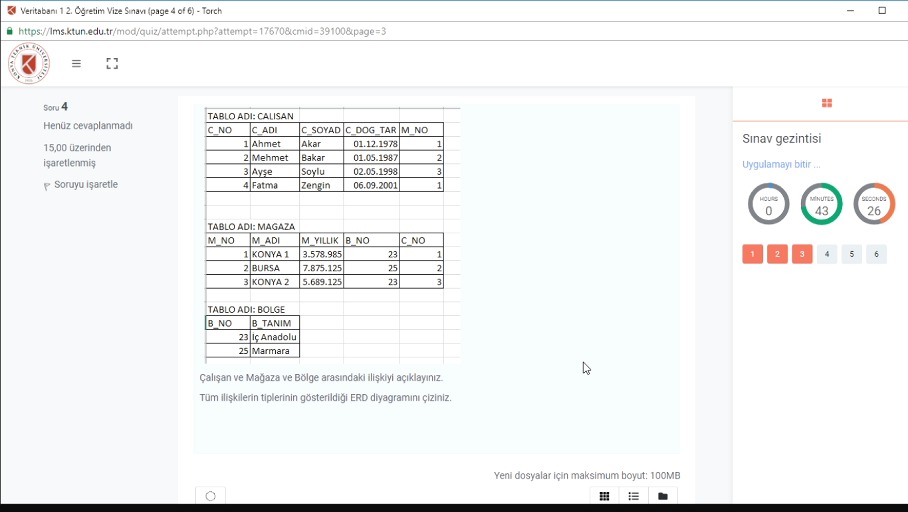 Veritabanı 1 2. Öğretim Vize Sınavı (page 4 of 6) - Torch
https://lms.ktun.edu.tr/mod/quiz/attempt.php?attempt=17670&cmid=39100&page=3
Soru 4
Henüz cevaplanmadı
15,00 üzerinden
işaretlenmiş
Soruyu işaretle
TABLO ADI: CALISAN
C_NO C_ADI C_SOYAD C_DOG_TAR M_NO
1 Ahmet Akar 01.12.1978 1
2 Mehmet Bakar 01.05.1987 2
3 Ayşe Soylu 02.05.1998 3
4 Fatma Zengin 06.09.2001 1
TABLO ADI: MAGAZA
M_NO M_ADI M_YILLIK B_NO C_NO
1 KONYA 1 3.578.985 23 1
2 BURSA 7.875.125 25 2
3 KONYA 2 5.689.125 23 3
TABLO ADI: BOLGE
B_NO B_TANIM
23 İç Anadolu
25 Marmara
Çalışan ve Mağaza ve Bölge arasındaki ilişkiyi açıklayınız.
Tüm ilişkilerin tiplerinin gösterildiği ERD diyagramını çiziniz.
Yeni dosyalar için maksimum boyut: 100MB
Sınav gezintisi
Uygulamayı bitir ...
HOURS MINUTES SECONDS
0 43 26
1 2 3 4 5 6